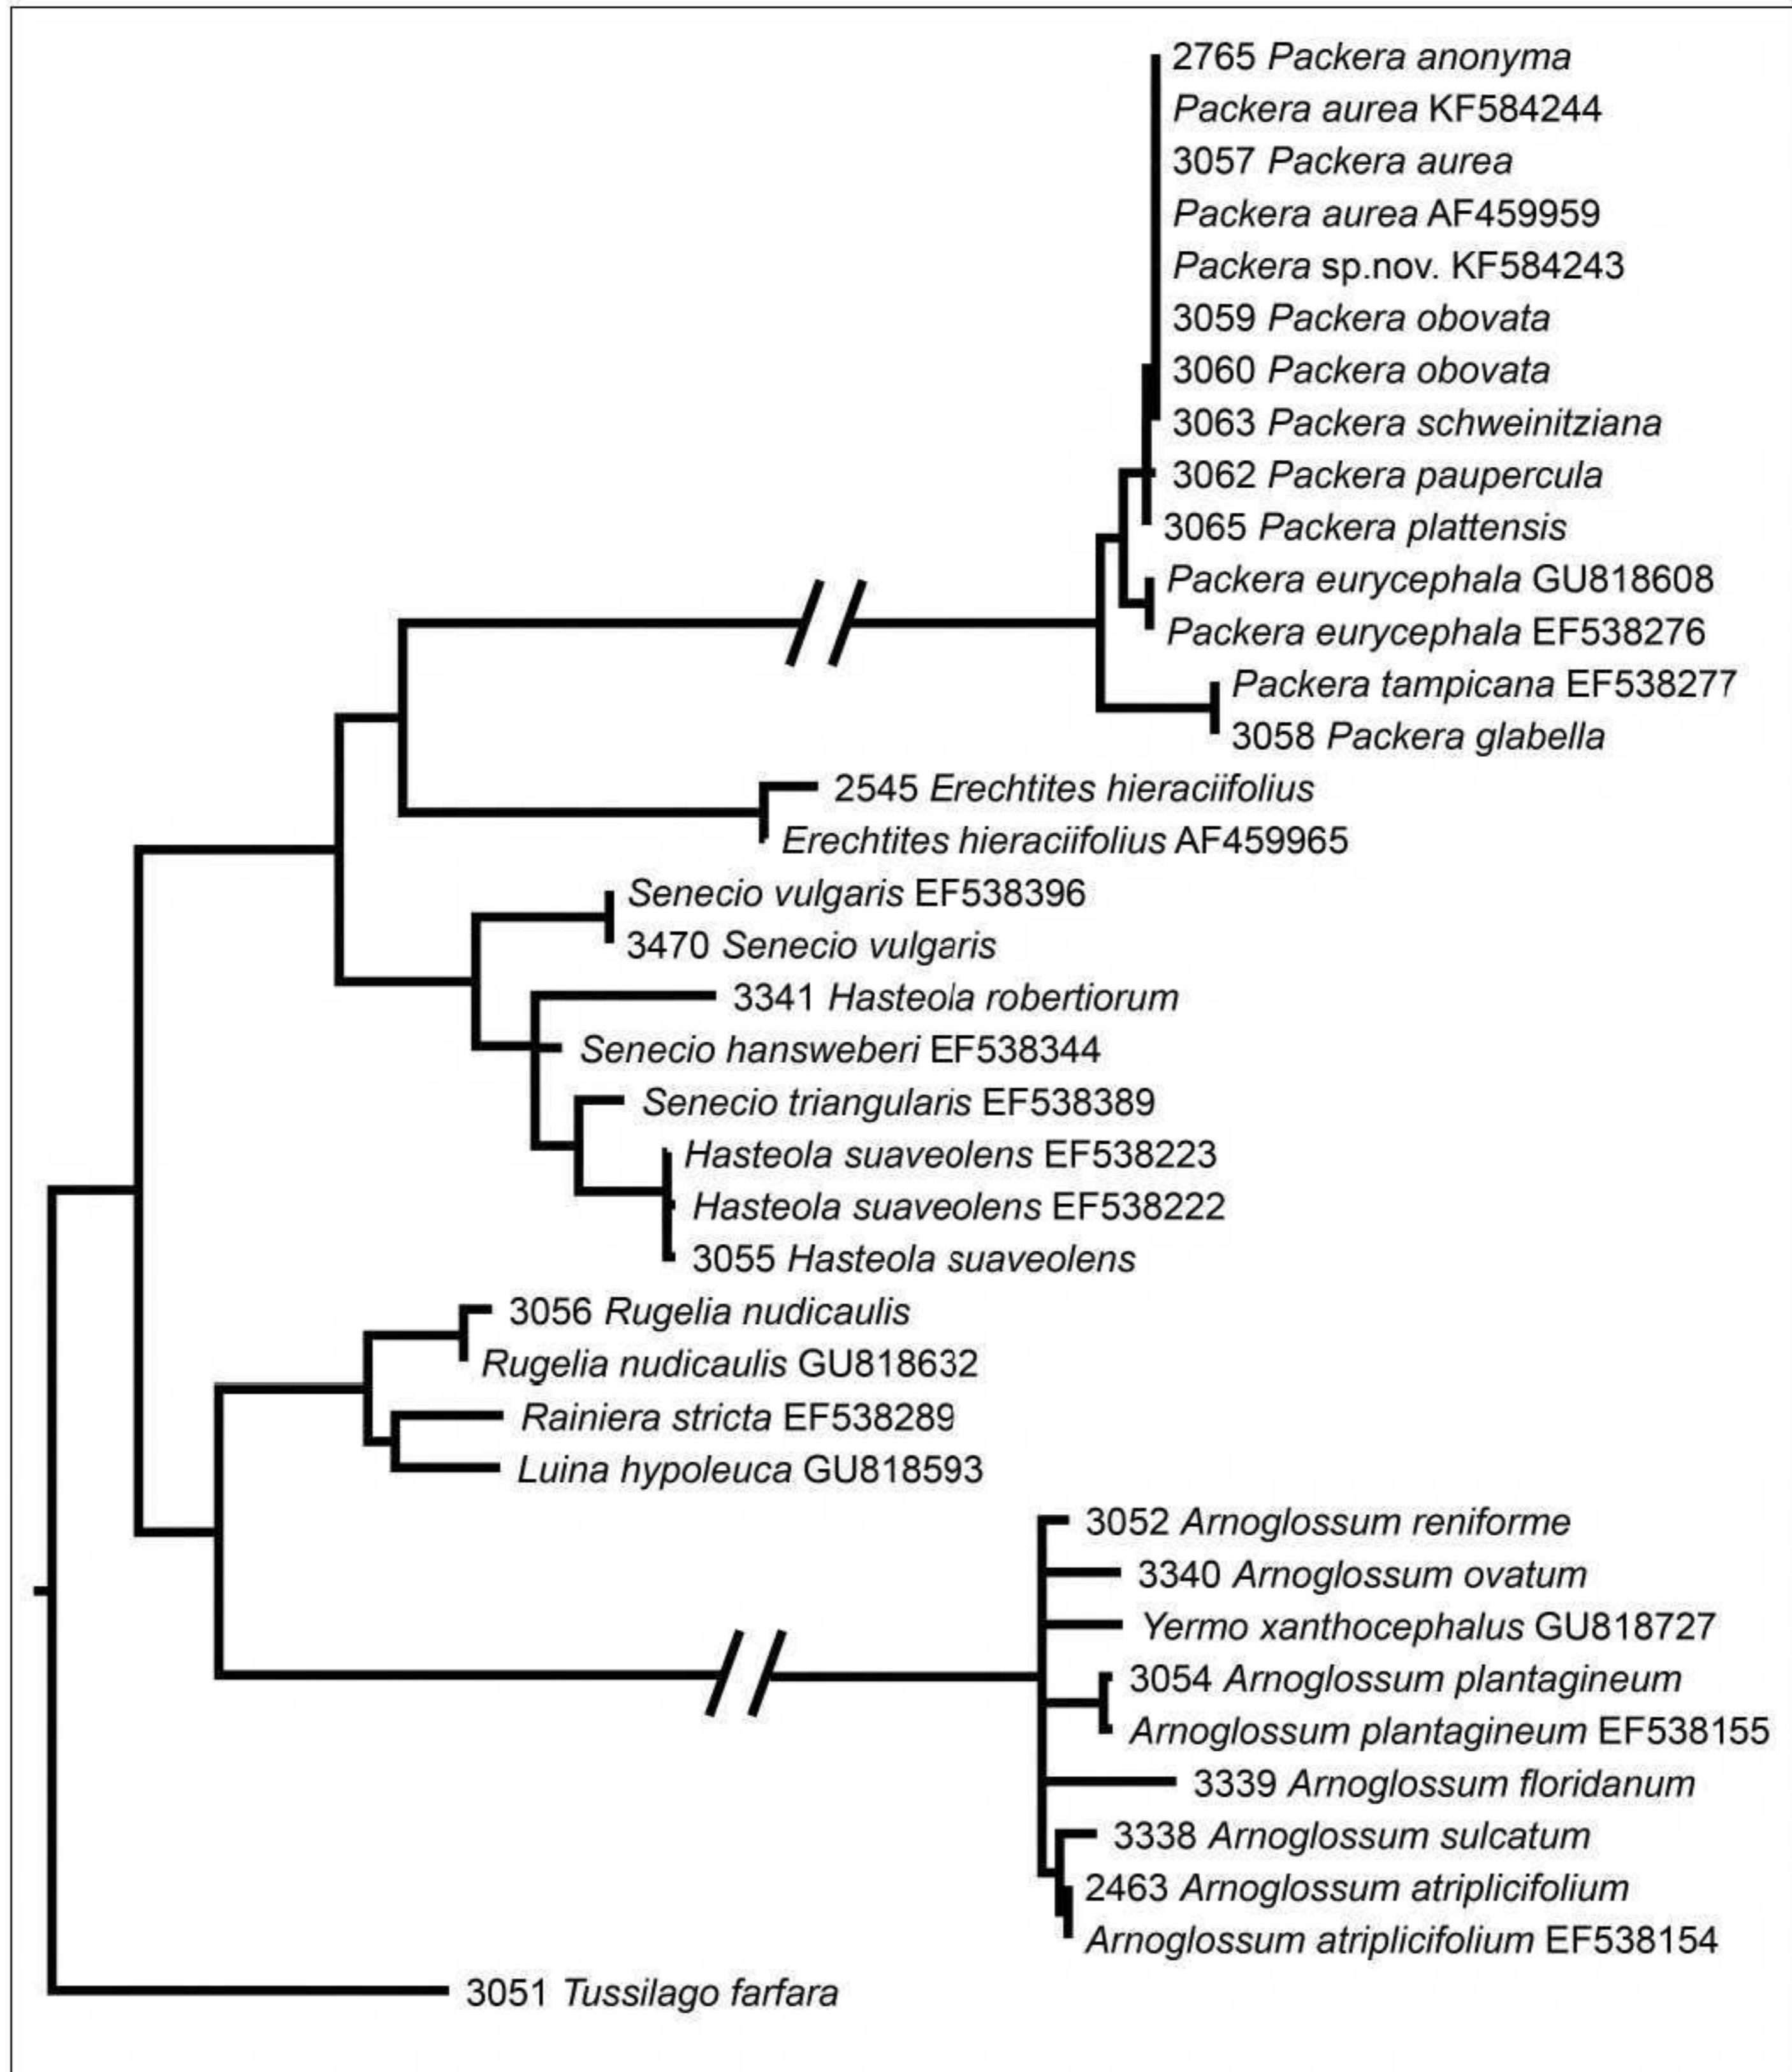 2765 Packera anonyma
Packera aurea KF584244
3057 Packera aurea
Packera aurea AF459959
Packera sp.nov. KF584243
3059 Packera obovata
3060 Packera obovata
3063 Packera schweinitziana
3062 Packera paupercula
3065 Packera plattensis
Packera eurycephala GU818608
Packera eurycephala EF538276
Packera tampicana EF538277
3058 Packera glabella
2545 Erechtites hieraciifolius
Erechtites hieraciifolius AF459965
Senecio vulgaris EF538396
3470 Senecio vulgaris
3341 Hasteola robertiorum
Senecio hansweberi EF538344
Senecio triangularis EF538389
Hasteola suaveolens EF538223
Hasteola suaveolens EF538222
3055 Hasteola suaveolens
3056 Rugelia nudicaulis
Rugelia nudicaulis GU818632
Rainiera stricta EF538289
Luina hypoleuca GU818593
3052 Arnoglossum reniforme
3340 Arnoglossum ovatum
Yermo xanthocephalus GU818727
3054 Arnoglossum plantagineum
Arnoglossum plantagineum EF538155
3339 Arnoglossum floridanum
3338 Arnoglossum sulcatum
2463 Arnoglossum atriplicifolium
Arnoglossum atriplicifolium EF538154
3051 Tussilago farfara